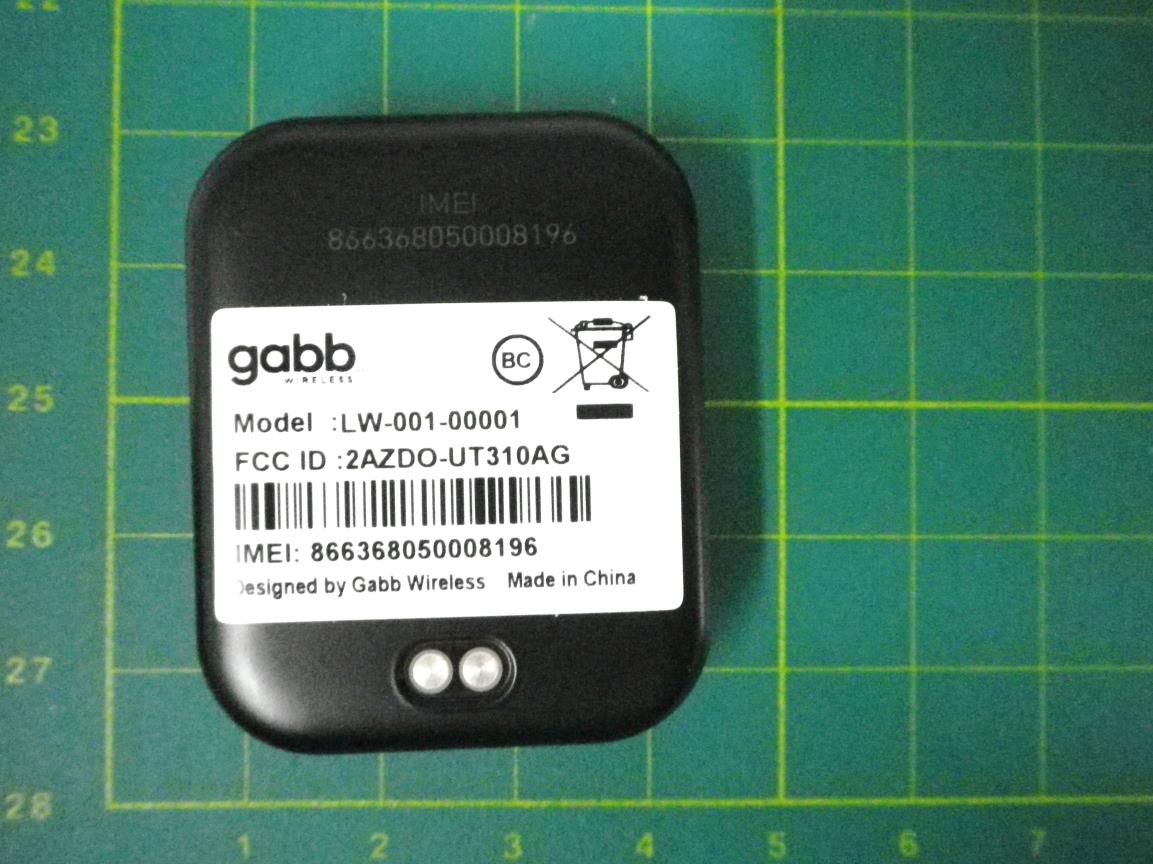 22
23
IMEI
866368050008196
24
gabb
WIRELESS
BC
25
Model :LW-001-00001
FCC ID :2AZDO-UT310AG
26
IMEI: 866368050008196
Designed by Gabb Wireless Made in China
27
28
1 2 3 4 5 6 7